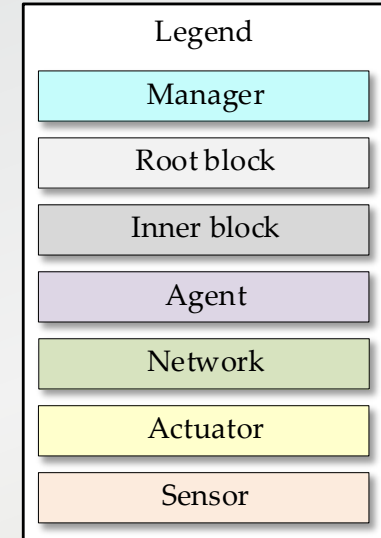 Legend
Manager
Root block
Inner block
Agent
Network
Actuator
Sensor